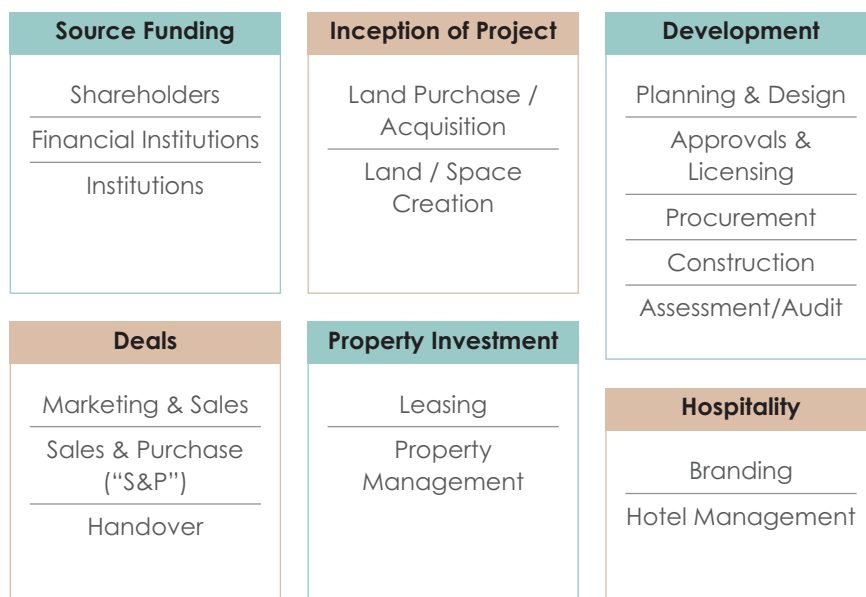 Source Funding
Shareholders
Financial Institutions
Institutions
Inception of Project
Land Purchase /
Acquisition
Land / Space
Creation
Development
Planning & Design
Approvals &
Licensing
Procurement
Construction
Assessment/Audit
Deals
Marketing & Sales
Sales & Purchase
(“S&P”)
Handover
Property Investment
Leasing
Property
Management
Hospitality
Branding
Hotel Management